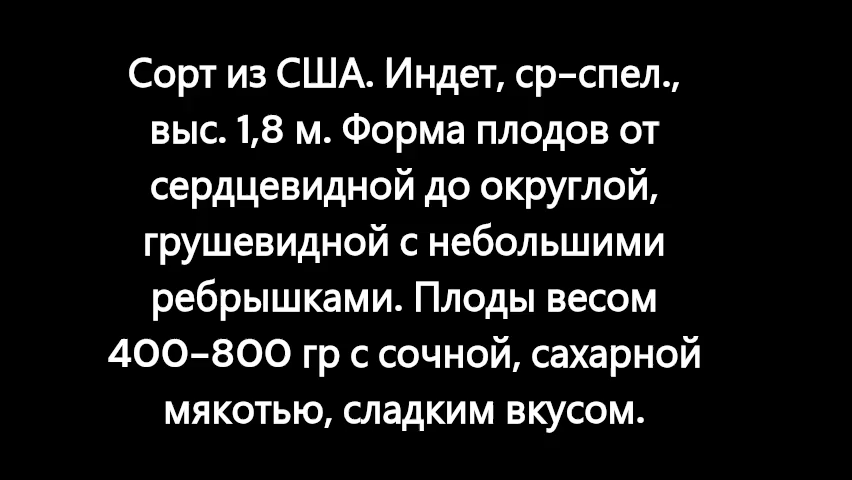 Сорт из США. Индет, ср-спел.,
выс. 1,8 м. Форма плодов от
сердцевидной до округлой,
грушевидной с небольшими
ребрышками. Плоды весом
400-800 гр с сочной, сахарной
мякотью, сладким вкусом.